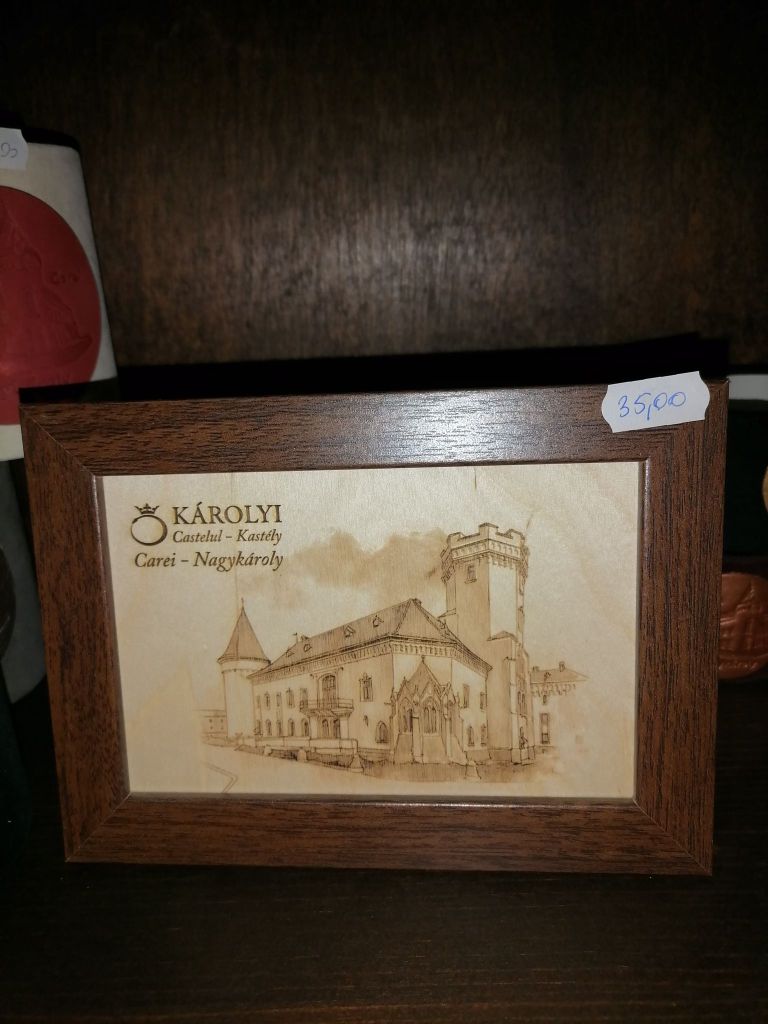 35,00
KÁROLYI
Castelul - Kastély
Carei - Nagykároly